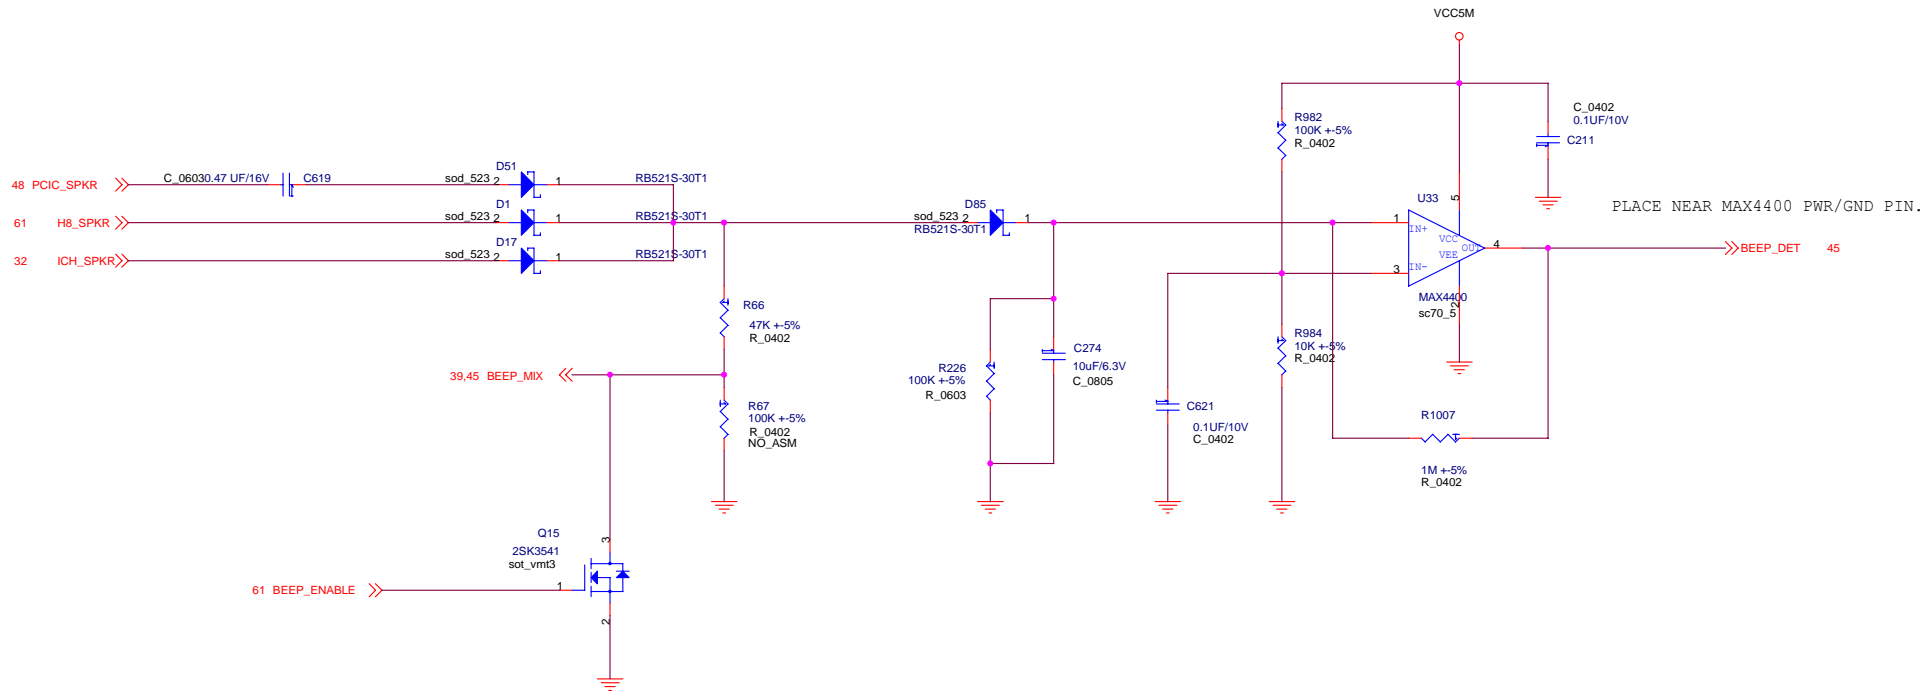 VCC5M
C_0402
0.1UF/10V
C211
R982
100K +-5%
R_0402
PLACE NEAR MAX4400 PWR/GND PIN.
48 PCIC_SPKR
C_0603 0.47 UF/16V
C619
D51
sod_523 2
1
RB521S-30T1
61 H8_SPKR
D1
sod_523 2
1
RB521S-30T1
32 ICH_SPKR
D17
sod_523 2
1
RB521S-30T1
D85
sod_523 2
1
RB521S-30T1
U33
5
1
IN+
VCC
OUT
4
VEE
3
IN-
2
MAX4400
sc70_5
BEEP_DET 45
R66
47K +-5%
R_0402
39,45 BEEP_MIX
R67
100K +-5%
R_0402
NO_ASM
R226
100K +-5%
R_0603
C274
10uF/6.3V
C_0805
R984
10K +-5%
R_0402
C621
0.1UF/10V
C_0402
R1007
1M +-5%
R_0402
Q15
2SK3541
sot_vmt3
3
1
2
61 BEEP_ENABLE